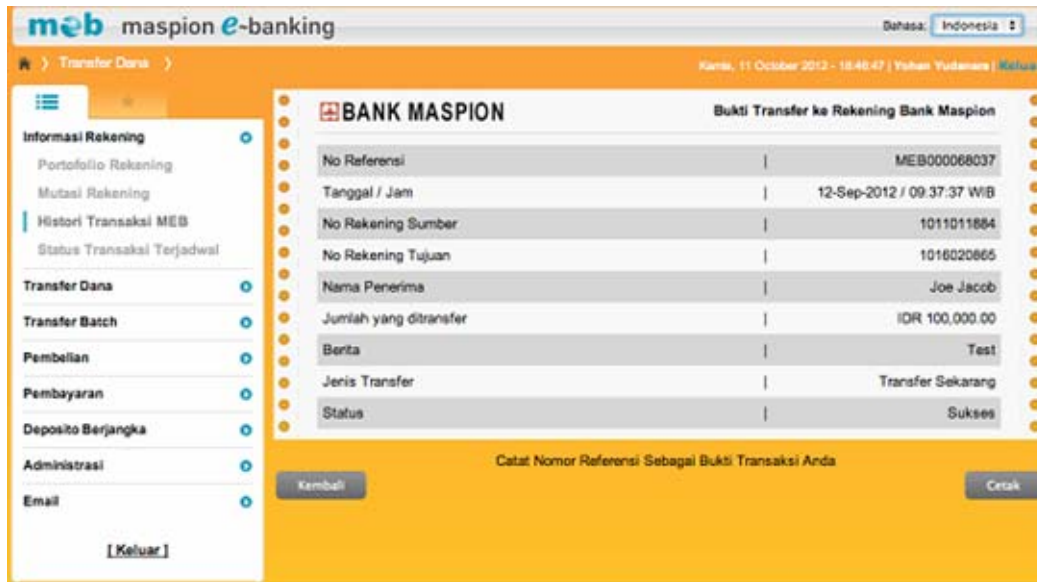 meb maspion e-banking
Bahasa: Indonesia
Transfer Dana
Kamis, 11 October 2012 - 18:46:47 | Yohan Yudanara | Keluar
Informasi Rekening
Portofolio Rekening
Mutasi Rekening
Histori Transaksi MEB
Status Transaksi Terjadwal
Transfer Dana
Transfer Batch
Pembelian
Pembayaran
Deposito Berjangka
Administrasi
Email
[ Keluar ]
BANK MASPION
Bukti Transfer ke Rekening Bank Maspion
No Referensi | MEB000068037
Tanggal / Jam | 12-Sep-2012 / 09:37:37 WIB
No Rekening Sumber | 1011011884
No Rekening Tujuan | 1016020865
Nama Penerima | Joe Jacob
Jumlah yang ditransfer | IDR 100,000.00
Berita | Test
Jenis Transfer | Transfer Sekarang
Status | Sukses
Catat Nomor Referensi Sebagai Bukti Transaksi Anda
Kembali
Cetak